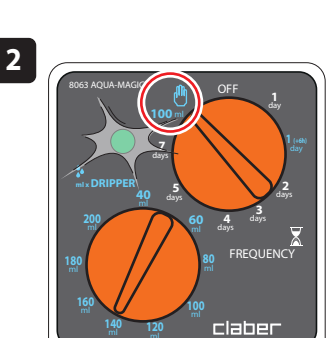 2
8063 AQUA-MAGIC
OFF
100 ml
1
day
1 (+6h)
day
7
days
2
days
ml x DRIPPER
5
days
3
days
4
days
40
ml
60
ml
200
ml
FREQUENCY
80
ml
180
ml
160
ml
100
ml
140
ml
120
ml
claber